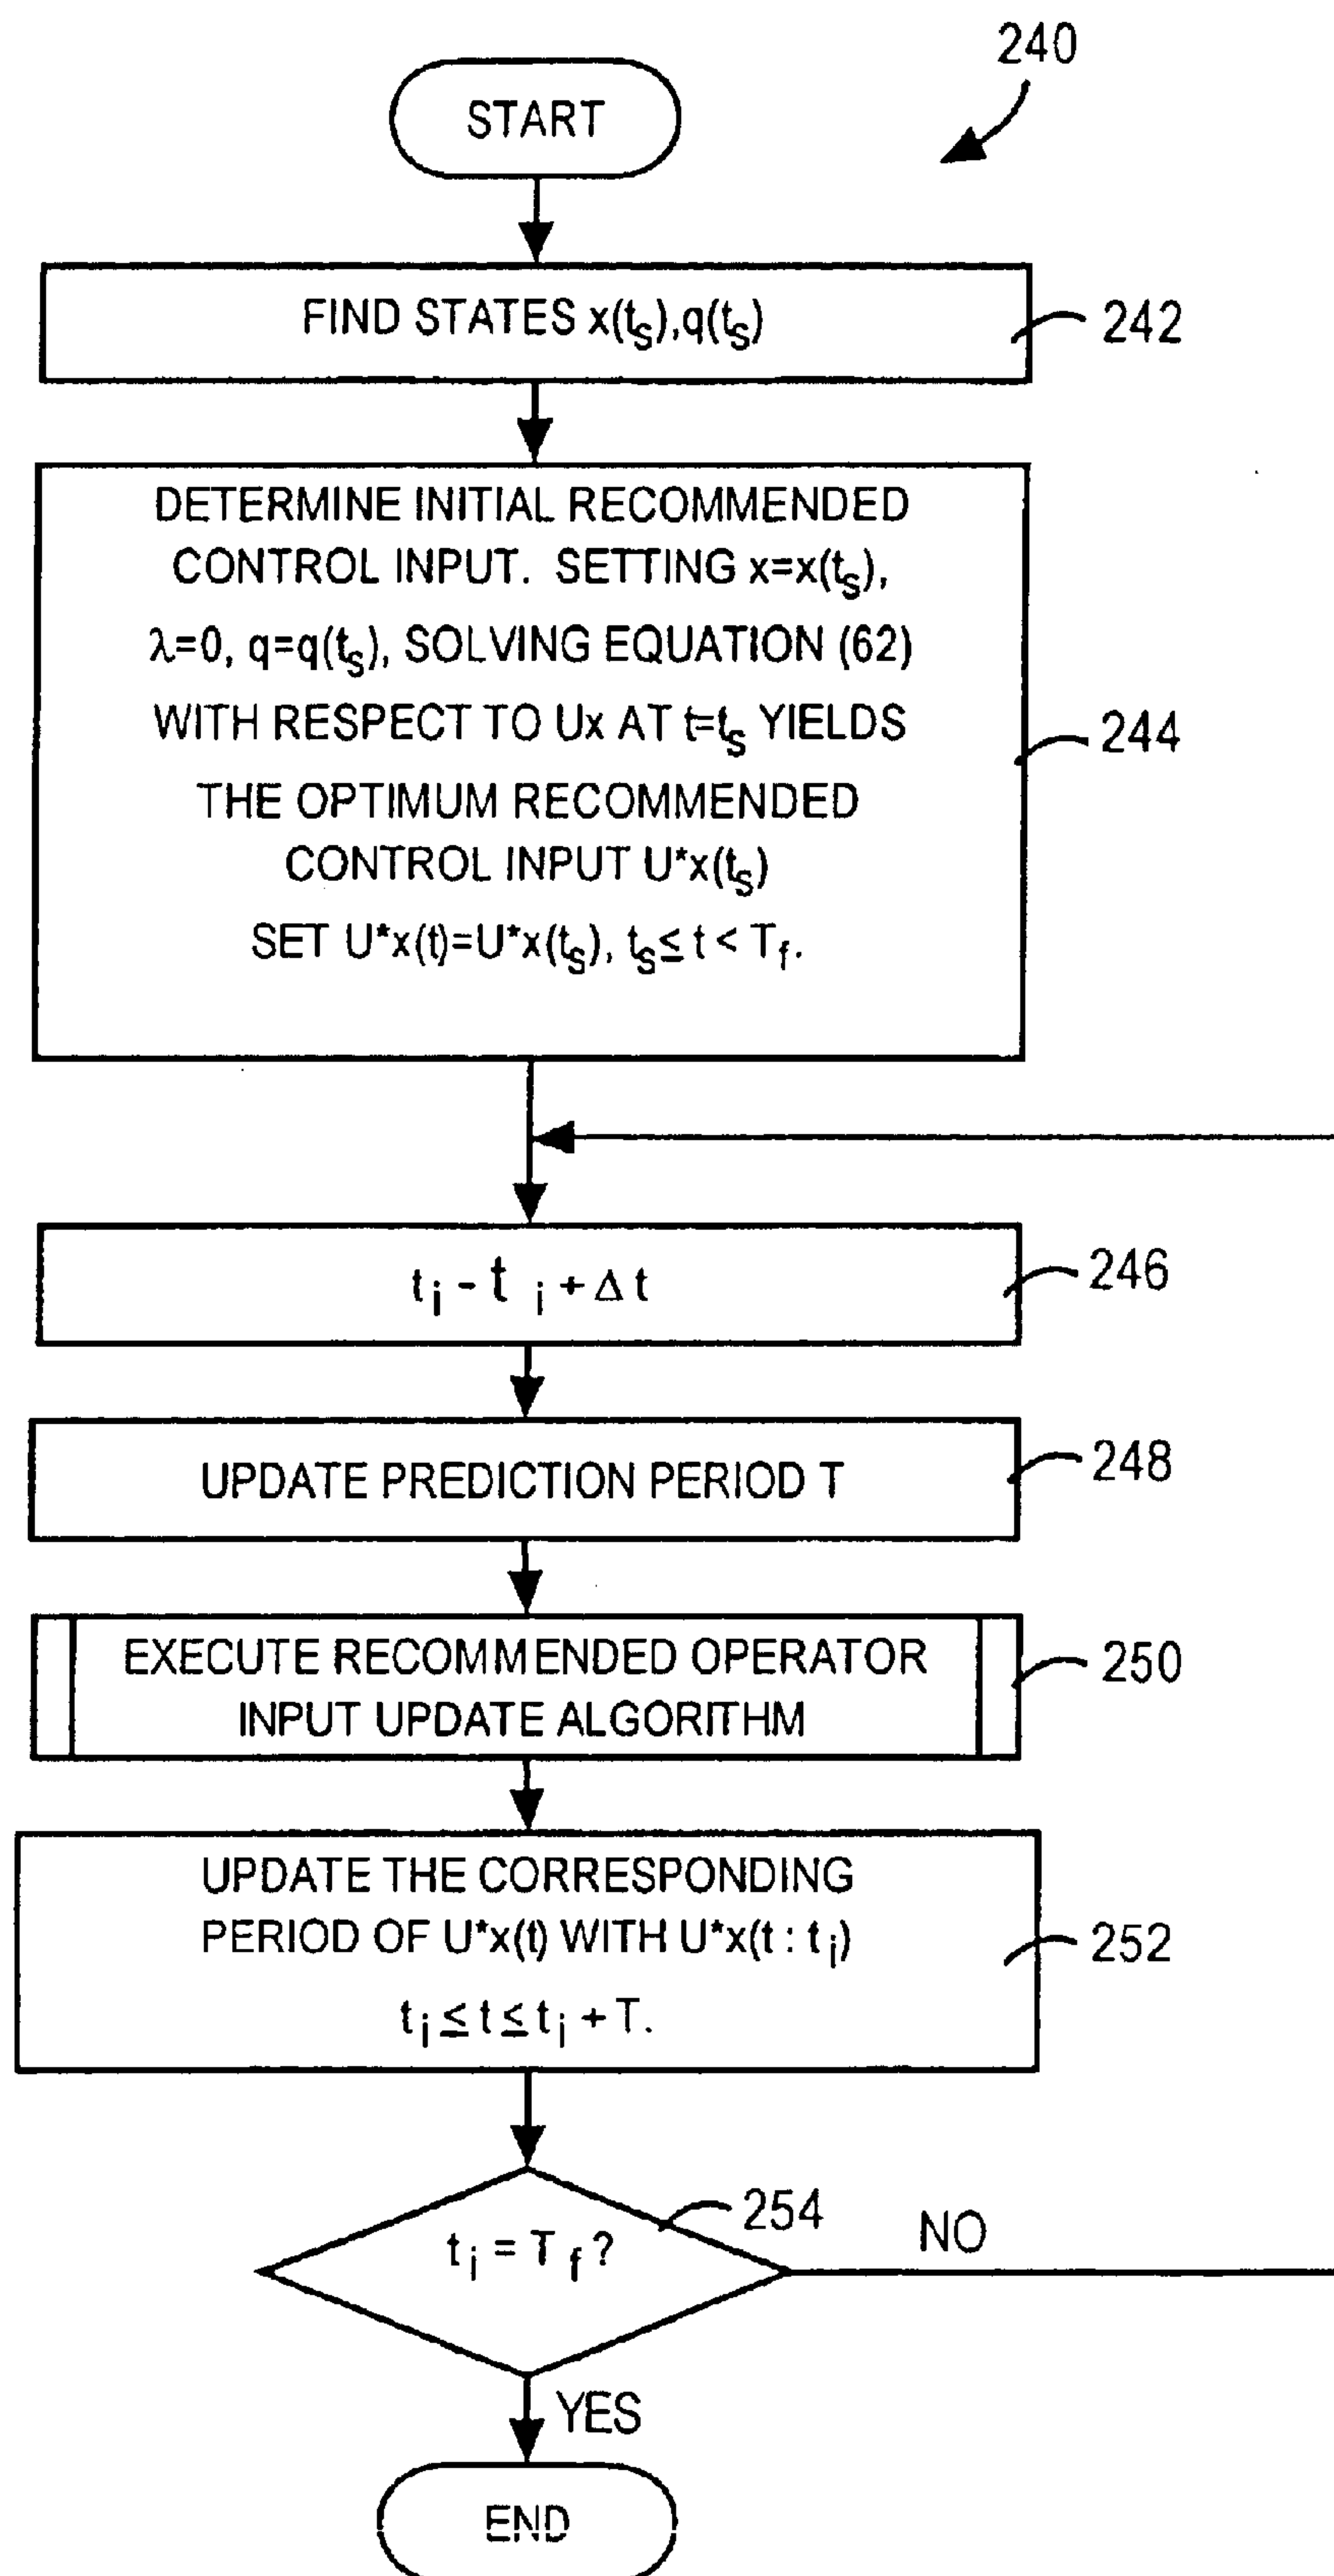 240
START
FIND STATES x(tS),q(tS)
242
DETERMINE INITIAL RECOMMENDED
CONTROL INPUT. SETTING x=x(tS),
λ=0, q=q(tS), SOLVING EQUATION (62)
WITH RESPECT TO Ux AT t=tS YIELDS
THE OPTIMUM RECOMMENDED
CONTROL INPUT U*x(tS)
SET U*x(t)=U*x(tS), tS≤ t < Tf.
244
ti - t i + Δ t
246
UPDATE PREDICTION PERIOD T
248
EXECUTE RECOMMENDED OPERATOR
INPUT UPDATE ALGORITHM
250
UPDATE THE CORRESPONDING
PERIOD OF U*x(t) WITH U*x(t : ti)
ti ≤ t ≤ ti + T.
252
ti = Tf ?
254
NO
YES
END